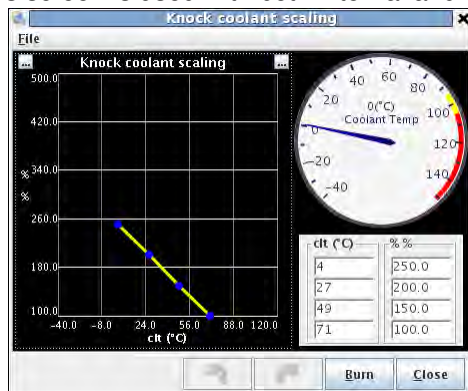 Knock coolant scaling
File
... Knock coolant scaling ...
500.0
420.0
340.0
260.0
180.0
100.0
%
%
-40.0 -8.0 24.0 56.0 88.0 120.0
clt (°C)
-40
-20
0
20
40
60
80
100
120
140
0(°C)
Coolant Temp
clt (°C) % %
4 250.0
27 200.0
49 150.0
71 100.0
Burn Close